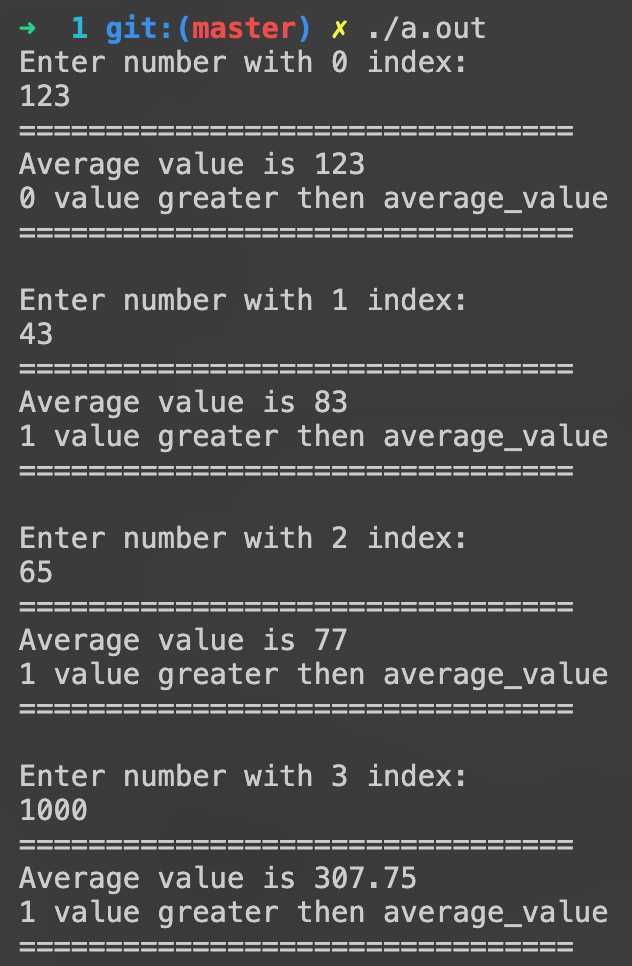 ➜  1 git:(master) ✗ ./a.out
Enter number with 0 index:
123
================================
Average value is 123
0 value greater then average_value
================================

Enter number with 1 index:
43
================================
Average value is 83
1 value greater then average_value
================================

Enter number with 2 index:
65
================================
Average value is 77
1 value greater then average_value
================================

Enter number with 3 index:
1000
================================
Average value is 307.75
1 value greater then average_value
================================